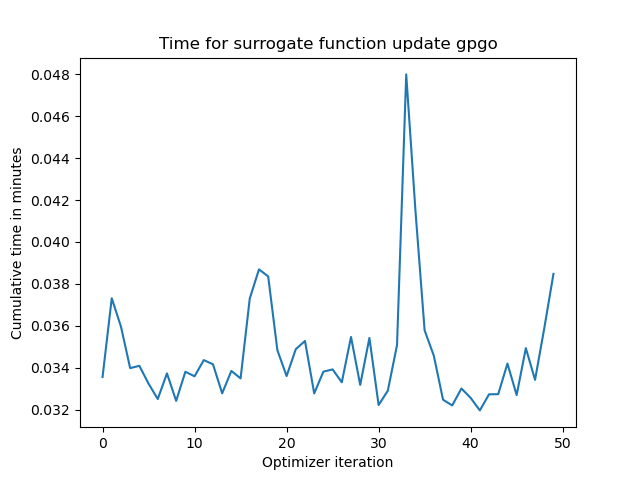 Time for surrogate function update gpgo
Cumulative time in minutes
0.048
0.046
0.044
0.042
0.040
0.038
0.036
0.034
0.032
0 10 20 30 40 50
Optimizer iteration